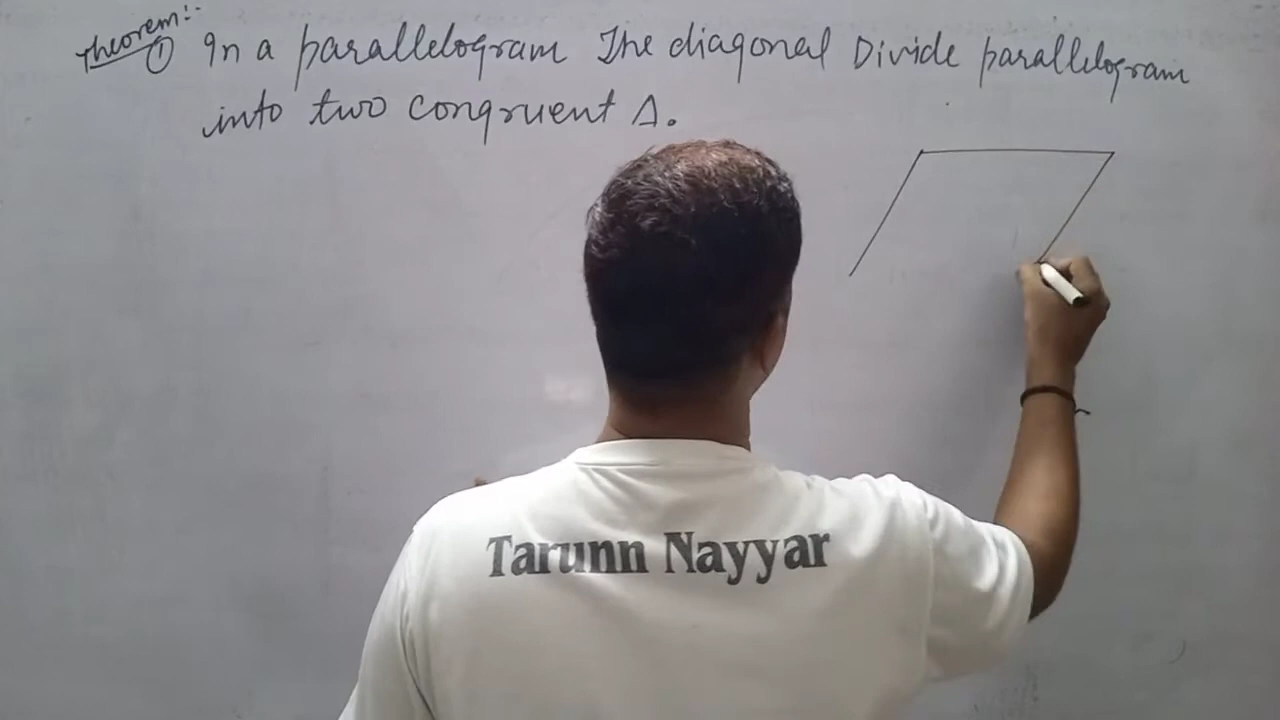 Theorem:-
① In a parallelogram The diagonal Divide parallelogram
into two congruent Δ.
Tarunn Nayyar